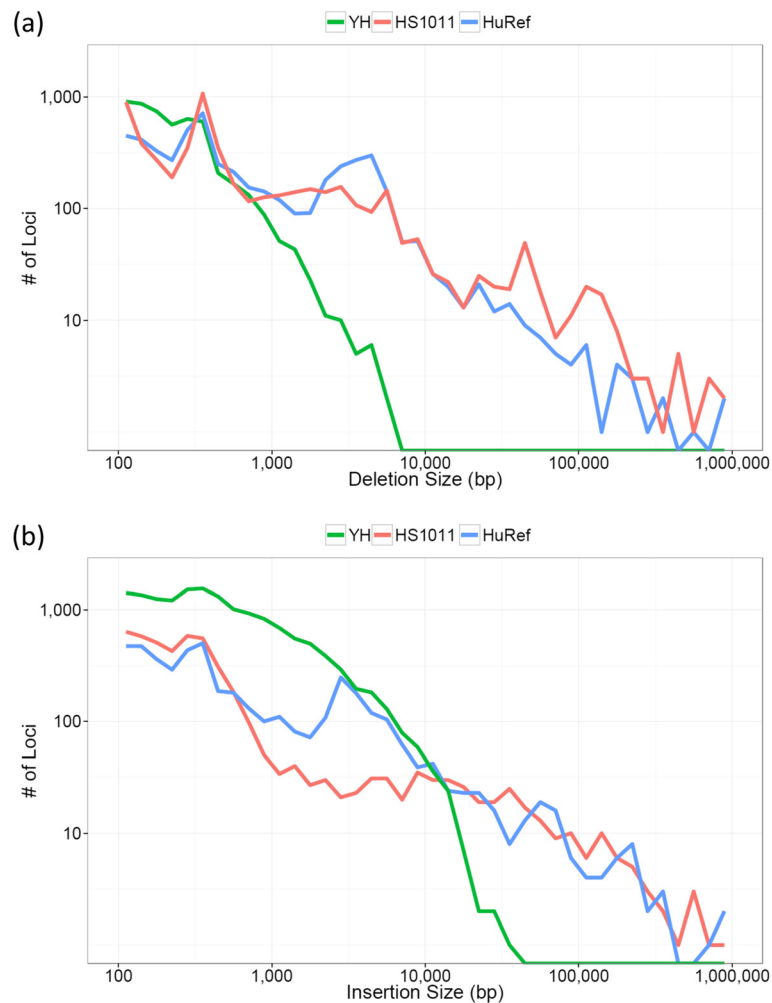 (a)
YH HS1011 HuRef
1,000
100
10
# of Loci
100 1,000 10,000 100,000 1,000,000
Deletion Size (bp)
(b)
YH HS1011 HuRef
1,000
100
10
# of Loci
100 1,000 10,000 100,000 1,000,000
Insertion Size (bp)